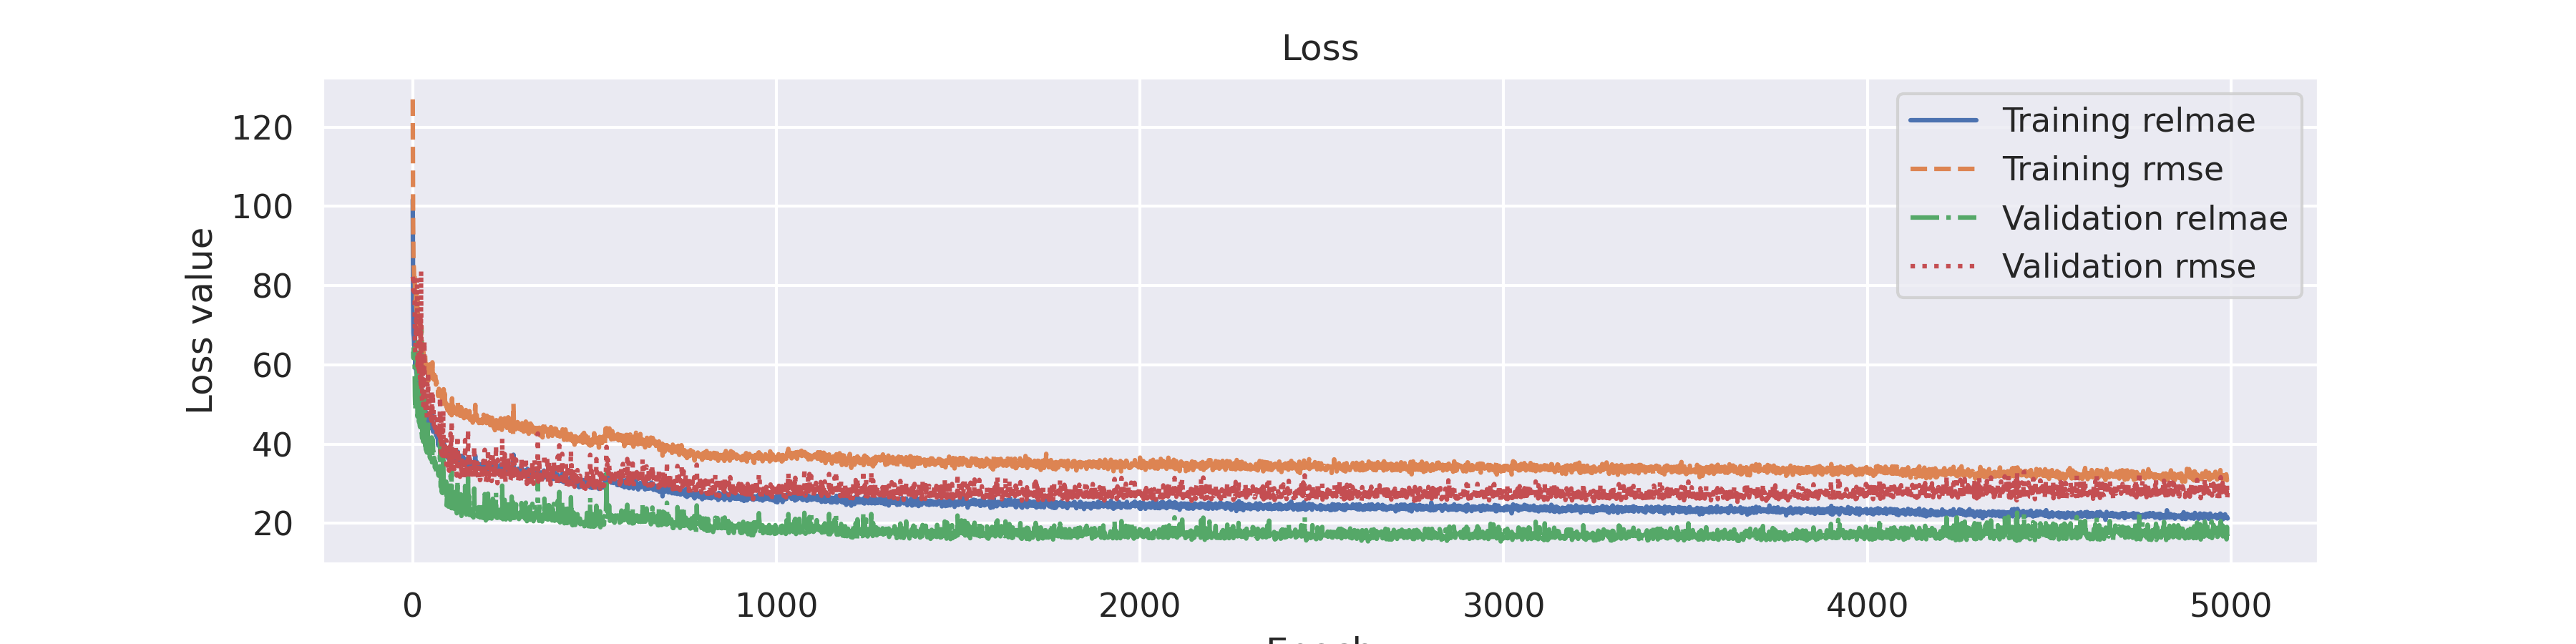 Loss
120
100
80
60
40
20
Loss value
0 1000 2000 3000 4000 5000
Training relmae
Training rmse
Validation relmae
Validation rmse